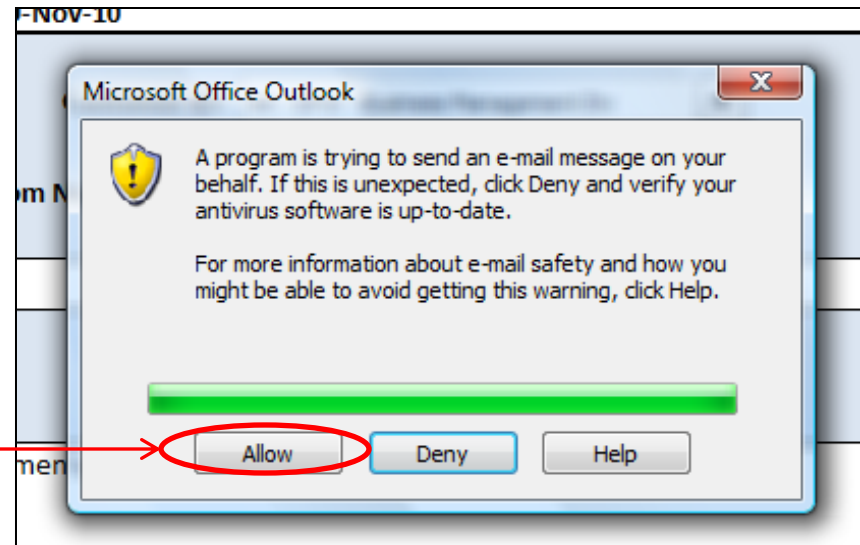 -Nov-10
Microsoft Office Outlook
A program is trying to send an e-mail message on your
om N
behalf. If this is unexpected, click Deny and verify your
antivirus software is up-to-date.
For more information about e-mail safety and how you
might be able to avoid getting this warning, click Help.
Allow Deny Help
men